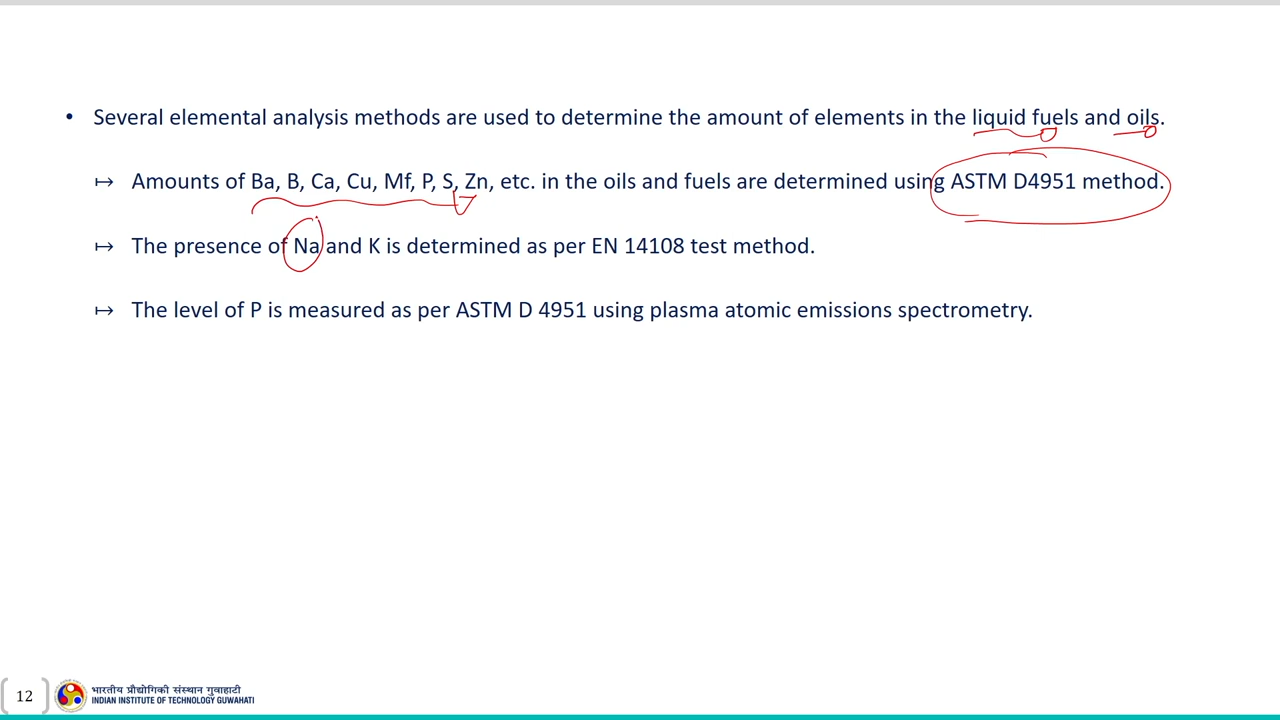 • Several elemental analysis methods are used to determine the amount of elements in the liquid fuels and oils.
↦ Amounts of Ba, B, Ca, Cu, Mf, P, S, Zn, etc. in the oils and fuels are determined using ASTM D4951 method.
↦ The presence of Na and K is determined as per EN 14108 test method.
↦ The level of P is measured as per ASTM D 4951 using plasma atomic emissions spectrometry.
12
भारतीय प्रौद्योगिकी संस्थान गुवाहाटी
INDIAN INSTITUTE OF TECHNOLOGY GUWAHATI